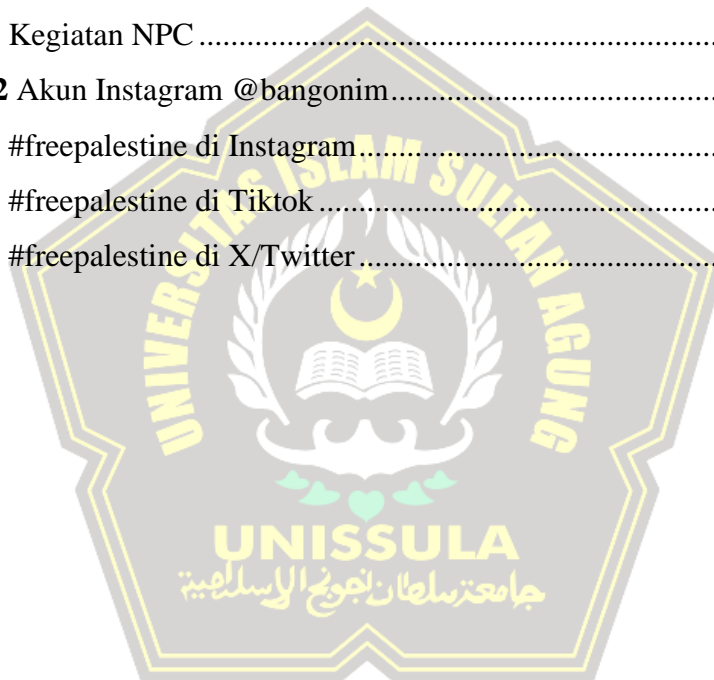 Kegiatan NPC ........................................................................
2 Akun Instagram @bangonim............................................
#freepalestine di Instagram.................................................
#freepalestine di Tiktok.......................................................
#freepalestine di X/Twitter.................................................
UNIVERSITAS ISLAM SULTAN AGUNG
UNISSULA
جامعة سلطان أجونج الإسلامية